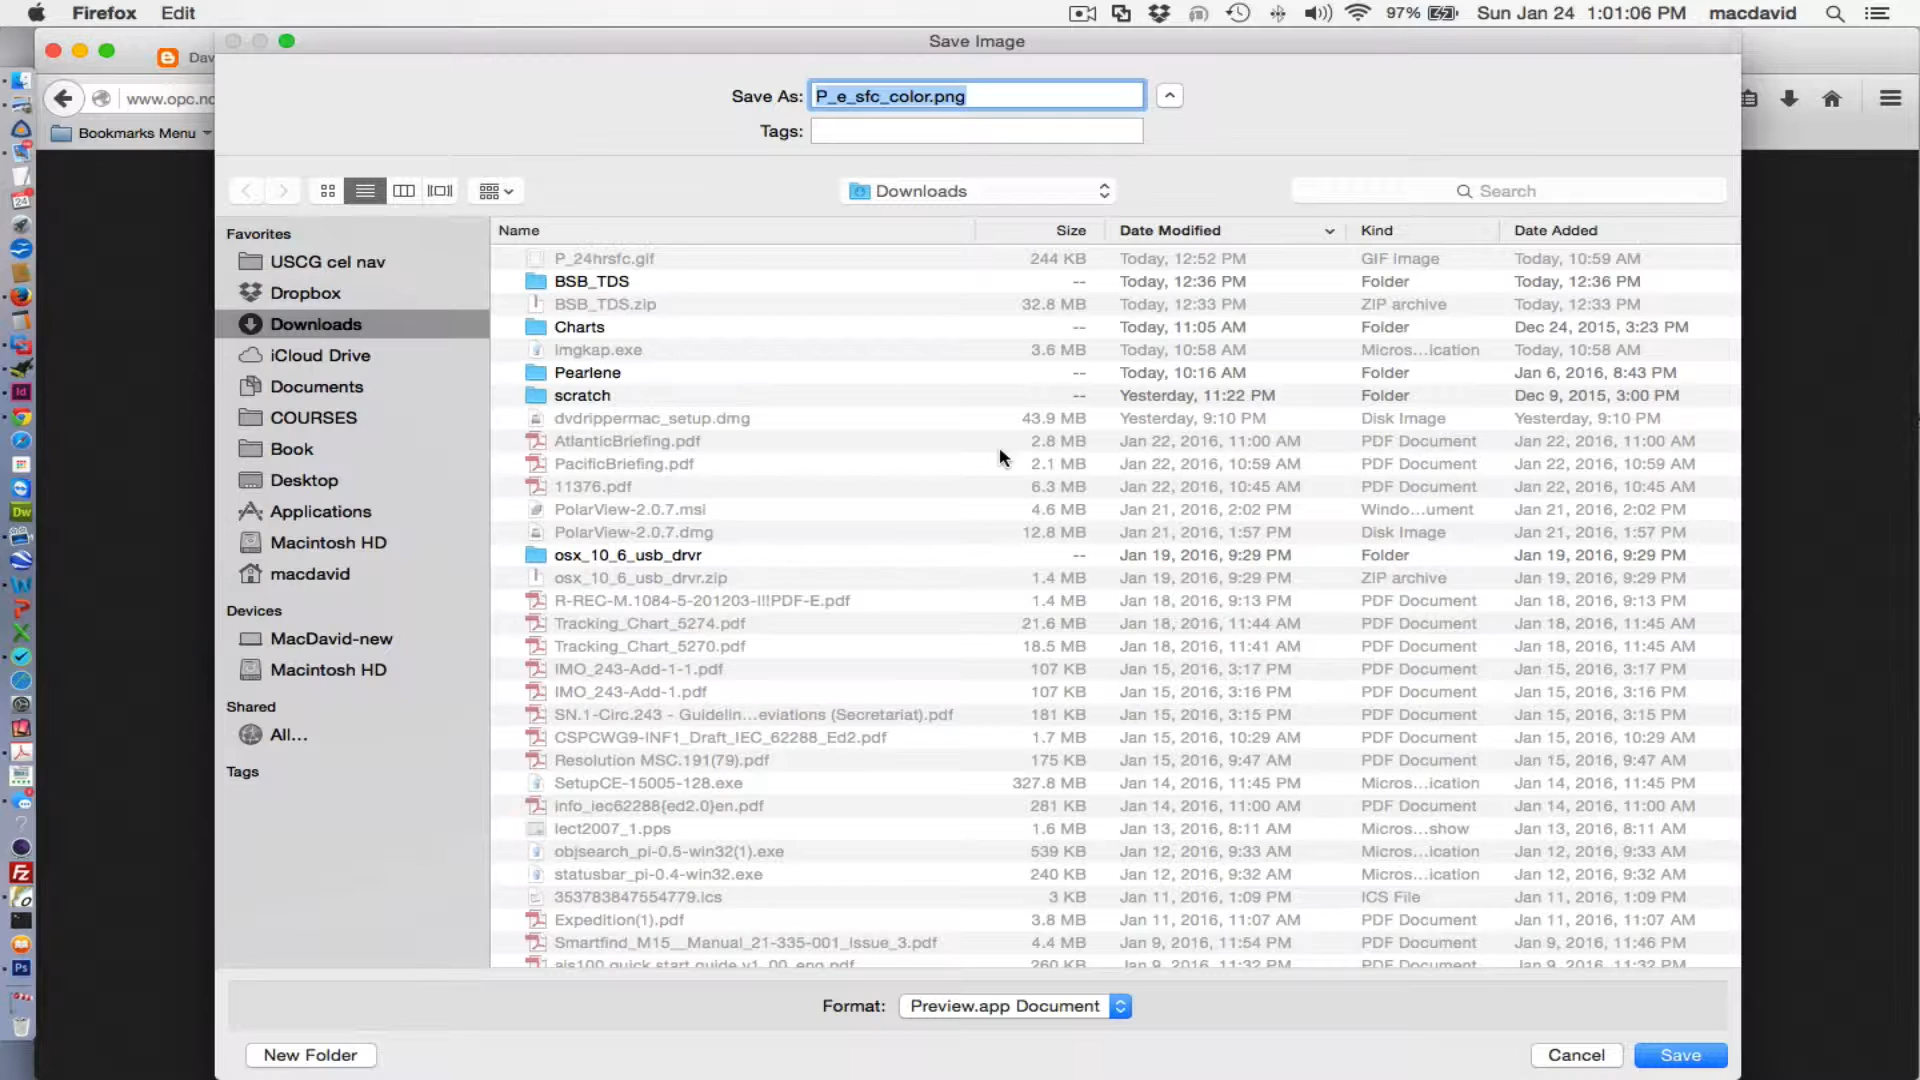 Firefox Edit 97% Sun Jan 24 1:01:06 PM macdavid
Save Image
Dav
www.opc.nc
Bookmarks Menu
Save As: P_e_sfc_color.png
Tags:
Downloads Search
Favorites
USCG cel nav
Dropbox
Downloads
iCloud Drive
Documents
COURSES
Book
Desktop
Applications
Macintosh HD
macdavid
Devices
MacDavid-new
Macintosh HD
Shared
All...
Tags
Name Size Date Modified Kind Date Added
P_24hrsfc.gif 244 KB Today, 12:52 PM GIF Image Today, 10:59 AM
BSB_TDS -- Today, 12:36 PM Folder Today, 12:36 PM
BSB_TDS.zip 32.8 MB Today, 12:33 PM ZIP archive Today, 12:33 PM
Charts -- Today, 11:05 AM Folder Dec 24, 2015, 3:23 PM
imgkap.exe 3.6 MB Today, 10:58 AM Micros...ication Today, 10:58 AM
Pearlene -- Today, 10:16 AM Folder Jan 6, 2016, 8:43 PM
scratch -- Yesterday, 11:22 PM Folder Dec 9, 2015, 3:00 PM
dvdrippermac_setup.dmg 43.9 MB Yesterday, 9:10 PM Disk Image Yesterday, 9:10 PM
AtlanticBriefing.pdf 2.8 MB Jan 22, 2016, 11:00 AM PDF Document Jan 22, 2016, 11:00 AM
PacificBriefing.pdf 2.1 MB Jan 22, 2016, 10:59 AM PDF Document Jan 22, 2016, 10:59 AM
11376.pdf 6.3 MB Jan 22, 2016, 10:45 AM PDF Document Jan 22, 2016, 10:45 AM
PolarView-2.0.7.msi 4.6 MB Jan 21, 2016, 2:02 PM Windo...ument Jan 21, 2016, 2:02 PM
PolarView-2.0.7.dmg 12.8 MB Jan 21, 2016, 1:57 PM Disk Image Jan 21, 2016, 1:57 PM
osx_10_6_usb_drvr -- Jan 19, 2016, 9:29 PM Folder Jan 19, 2016, 9:29 PM
osx_10_6_usb_drvr.zip 1.4 MB Jan 19, 2016, 9:29 PM ZIP archive Jan 19, 2016, 9:29 PM
R-REC-M.1084-5-201203-I!!PDF-E.pdf 1.4 MB Jan 18, 2016, 9:13 PM PDF Document Jan 18, 2016, 9:13 PM
Tracking_Chart_5274.pdf 21.6 MB Jan 18, 2016, 11:44 AM PDF Document Jan 18, 2016, 11:45 AM
Tracking_Chart_5270.pdf 18.5 MB Jan 18, 2016, 11:41 AM PDF Document Jan 18, 2016, 11:45 AM
IMO_243-Add-1-1.pdf 107 KB Jan 15, 2016, 3:17 PM PDF Document Jan 15, 2016, 3:17 PM
IMO_243-Add-1.pdf 107 KB Jan 15, 2016, 3:16 PM PDF Document Jan 15, 2016, 3:16 PM
SN.1-Circ.243 - Guidelin...eviations (Secretariat).pdf 181 KB Jan 15, 2016, 3:15 PM PDF Document Jan 15, 2016, 3:15 PM
CSPCWG9-INF1_Draft_IEC_62288_Ed2.pdf 1.7 MB Jan 15, 2016, 10:29 AM PDF Document Jan 15, 2016, 10:29 AM
Resolution MSC.191(79).pdf 175 KB Jan 15, 2016, 9:47 AM PDF Document Jan 15, 2016, 9:47 AM
SetupCE-15005-128.exe 327.8 MB Jan 14, 2016, 11:45 PM Micros...ication Jan 14, 2016, 11:45 PM
info_iec62288{ed2.0}en.pdf 281 KB Jan 14, 2016, 11:00 AM PDF Document Jan 14, 2016, 11:00 AM
lect2007_1.pps 1.6 MB Jan 13, 2016, 8:11 AM Micros...show Jan 13, 2016, 8:11 AM
objsearch_pi-0.5-win32(1).exe 539 KB Jan 12, 2016, 9:33 AM Micros...ication Jan 12, 2016, 9:33 AM
statusbar_pi-0.4-win32.exe 240 KB Jan 12, 2016, 9:32 AM Micros...ication Jan 12, 2016, 9:32 AM
353783847554779.ics 3 KB Jan 11, 2016, 1:09 PM ICS File Jan 11, 2016, 1:09 PM
Expedition(1).pdf 3.8 MB Jan 11, 2016, 11:07 AM PDF Document Jan 11, 2016, 11:07 AM
Smartfind_M15__Manual_21-335-001_Issue_3.pdf 4.4 MB Jan 9, 2016, 11:54 PM PDF Document Jan 9, 2016, 11:46 PM
ais100 quick start guide v1_00_eng.pdf 260 KB Jan 9, 2016, 11:32 PM PDF Document Jan 9, 2016, 11:32 PM
Format: Preview.app Document
New Folder Cancel Save